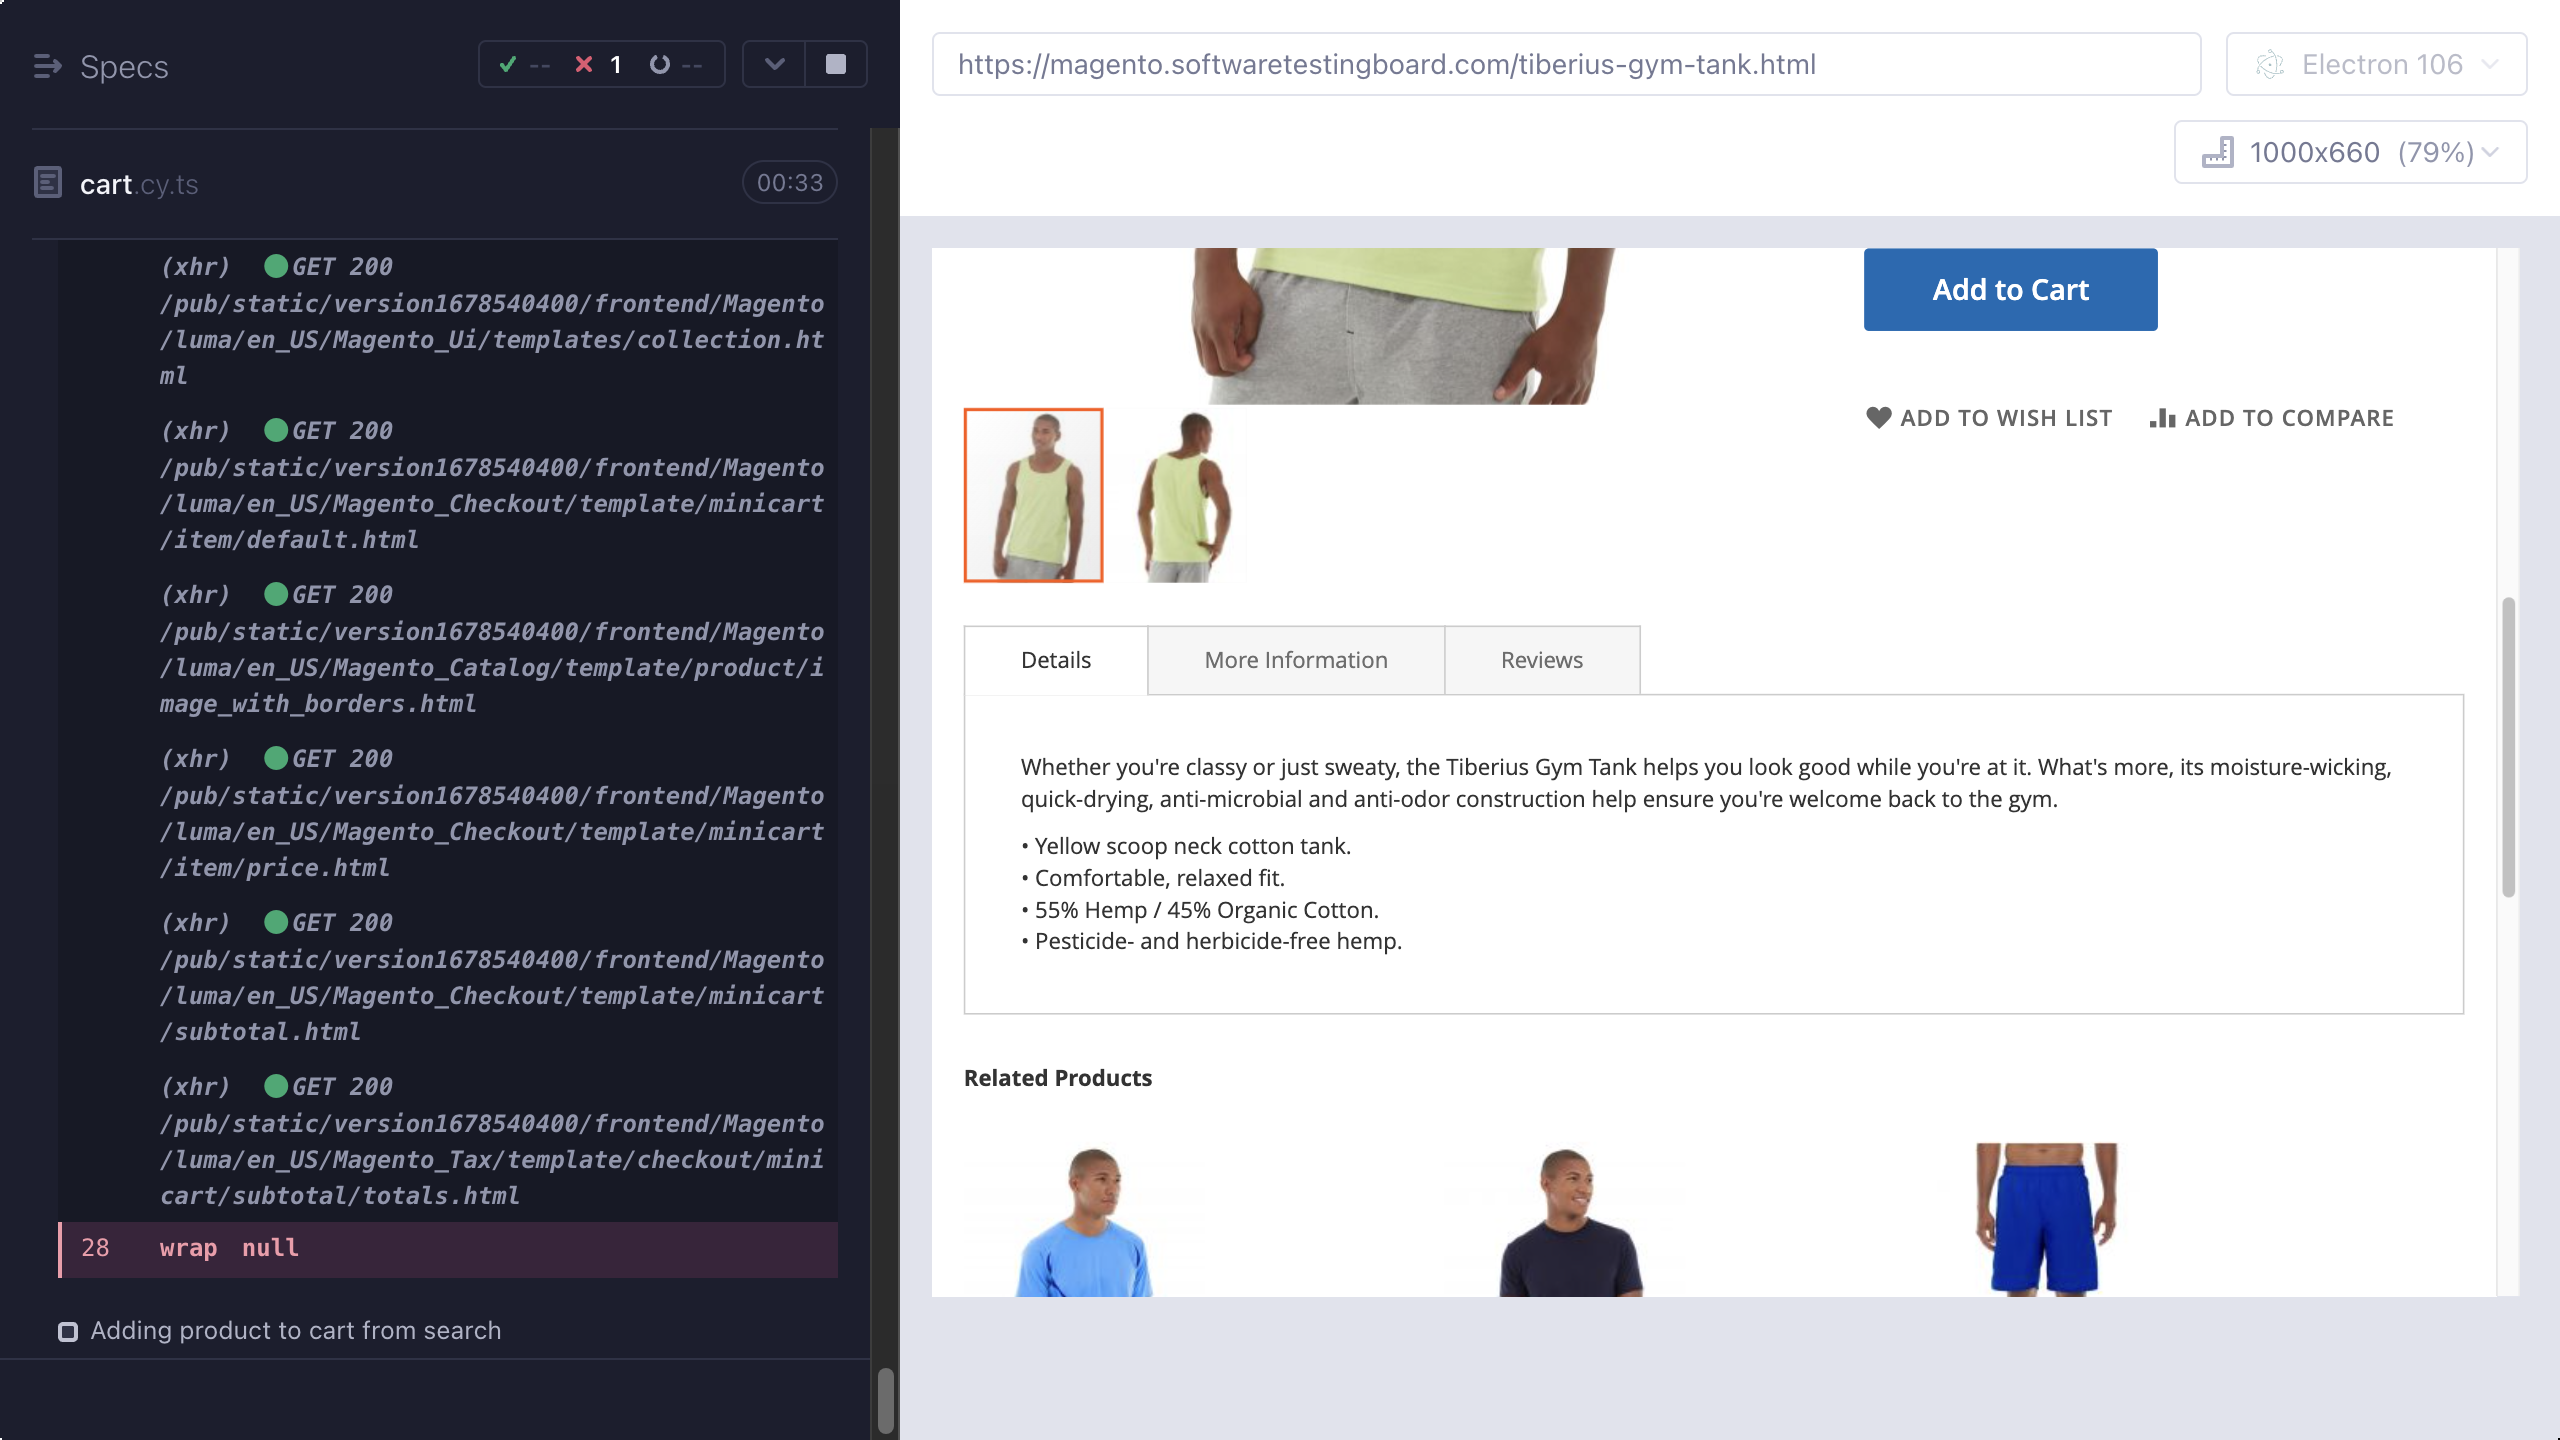 Specs
-- 1 --
cart.cy.ts
00:33
(xhr) GET 200
/pub/static/version1678540400/frontend/Magento
/luma/en_US/Magento_Ui/templates/collection.ht
ml
(xhr) GET 200
/pub/static/version1678540400/frontend/Magento
/luma/en_US/Magento_Checkout/template/minicart
/item/default.html
(xhr) GET 200
/pub/static/version1678540400/frontend/Magento
/luma/en_US/Magento_Catalog/template/product/i
mage_with_borders.html
(xhr) GET 200
/pub/static/version1678540400/frontend/Magento
/luma/en_US/Magento_Checkout/template/minicart
/item/price.html
(xhr) GET 200
/pub/static/version1678540400/frontend/Magento
/luma/en_US/Magento_Checkout/template/minicart
/subtotal.html
(xhr) GET 200
/pub/static/version1678540400/frontend/Magento
/luma/en_US/Magento_Tax/template/checkout/mini
cart/subtotal/totals.html
28 wrap null
Adding product to cart from search
https://magento.softwaretestingboard.com/tiberius-gym-tank.html
Electron 106
1000x660 (79%)
Add to Cart
ADD TO WISH LIST
ADD TO COMPARE
Details
More Information
Reviews
Whether you're classy or just sweaty, the Tiberius Gym Tank helps you look good while you're at it. What's more, its moisture-wicking,
quick-drying, anti-microbial and anti-odor construction help ensure you're welcome back to the gym.
• Yellow scoop neck cotton tank.
• Comfortable, relaxed fit.
• 55% Hemp / 45% Organic Cotton.
• Pesticide- and herbicide-free hemp.
Related Products